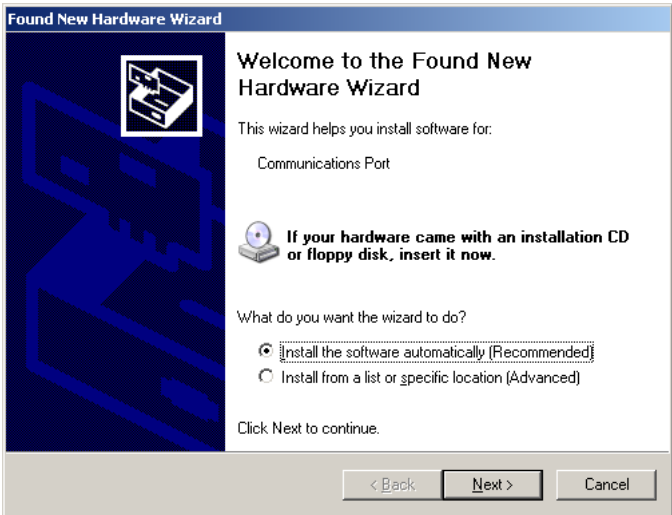 Found New Hardware Wizard
Welcome to the Found New
Hardware Wizard
This wizard helps you install software for:
Communications Port
If your hardware came with an installation CD
or floppy disk, insert it now.
What do you want the wizard to do?
Install the software automatically (Recommended)
Install from a list or specific location (Advanced)
Click Next to continue.
< Back Next > Cancel